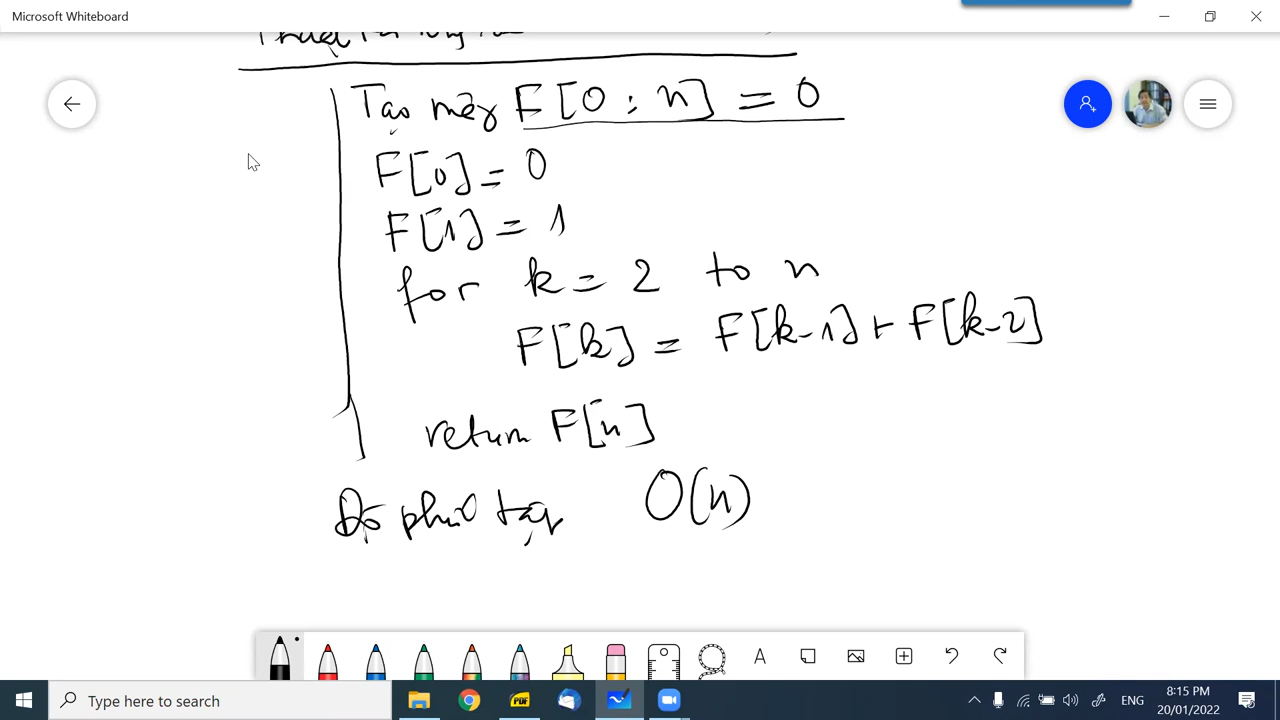 Microsoft Whiteboard
Tạo mảng F[0 : n] = 0
F[0] = 0
F[1] = 1
for k = 2 to n
F[k] = F[k-1] + F[k-2]
return F[n]
Độ phức tạp O(n)
A
PDF
Type here to search
ENG
8:15 PM
20/01/2022